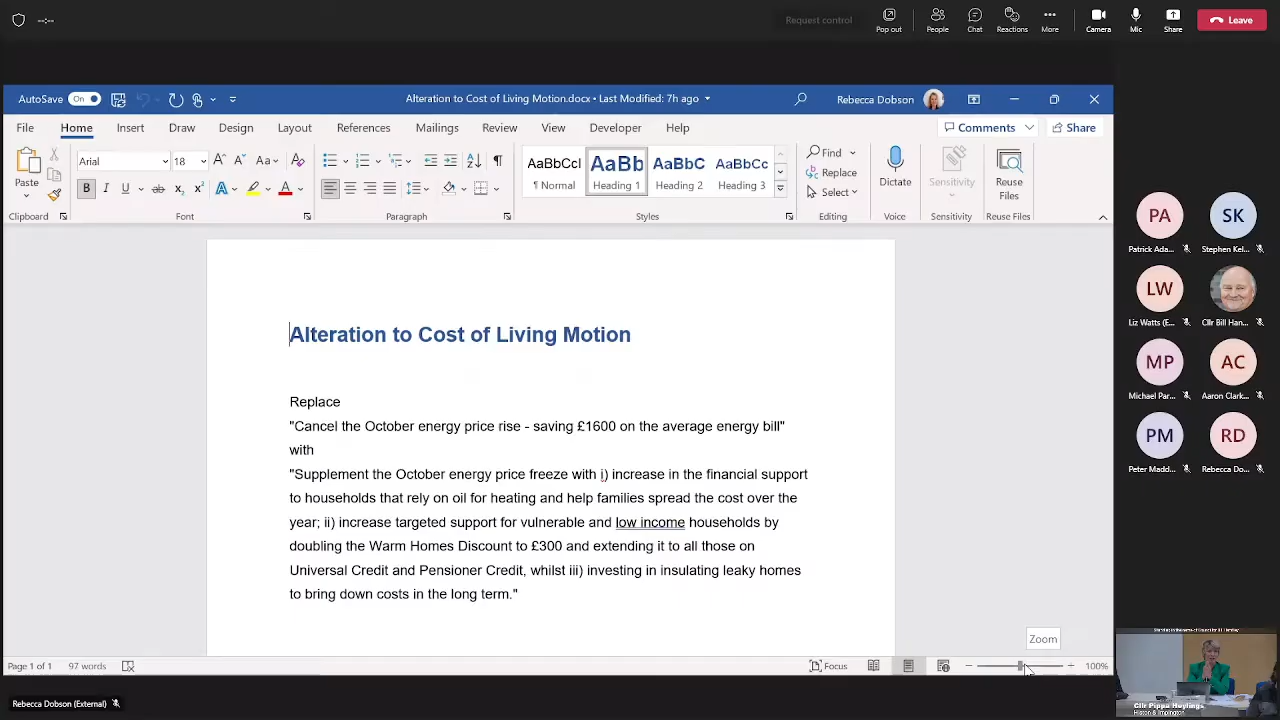 --:--
Request control
Pop out
People
Chat
Reactions
More
Camera
Mic
Share
Leave
AutoSave On
Alteration to Cost of Living Motion.docx • Last Modified: 7h ago
Rebecca Dobson
File Home Insert Draw Design Layout References Mailings Review View Developer Help
Comments Share
Paste
Arial 18
AaBbCcI AaBb AaBbC AaBbCc
¶ Normal Heading 1 Heading 2 Heading 3
Find
Replace
Select
Dictate
Sensitivity
Reuse Files
Clipboard Font Paragraph Styles Editing Voice Sensitivity Reuse Files
Alteration to Cost of Living Motion
Replace
"Cancel the October energy price rise - saving £1600 on the average energy bill"
with
"Supplement the October energy price freeze with i) increase in the financial support
to households that rely on oil for heating and help families spread the cost over the
year; ii) increase targeted support for vulnerable and low income households by
doubling the Warm Homes Discount to £300 and extending it to all those on
Universal Credit and Pensioner Credit, whilst iii) investing in insulating leaky homes
to bring down costs in the long term."
Zoom
Page 1 of 1 97 words
Focus
100%
PA SK
Patrick Ada... Stephen Kel...
LW
Liz Watts (E... Cllr Bill Han...
MP AC
Michael Par... Aaron Clark...
PM RD
Peter Maddi... Rebecca Do...
Cllr Pippa Heylings
Histon & Impington
Rebecca Dobson (External)